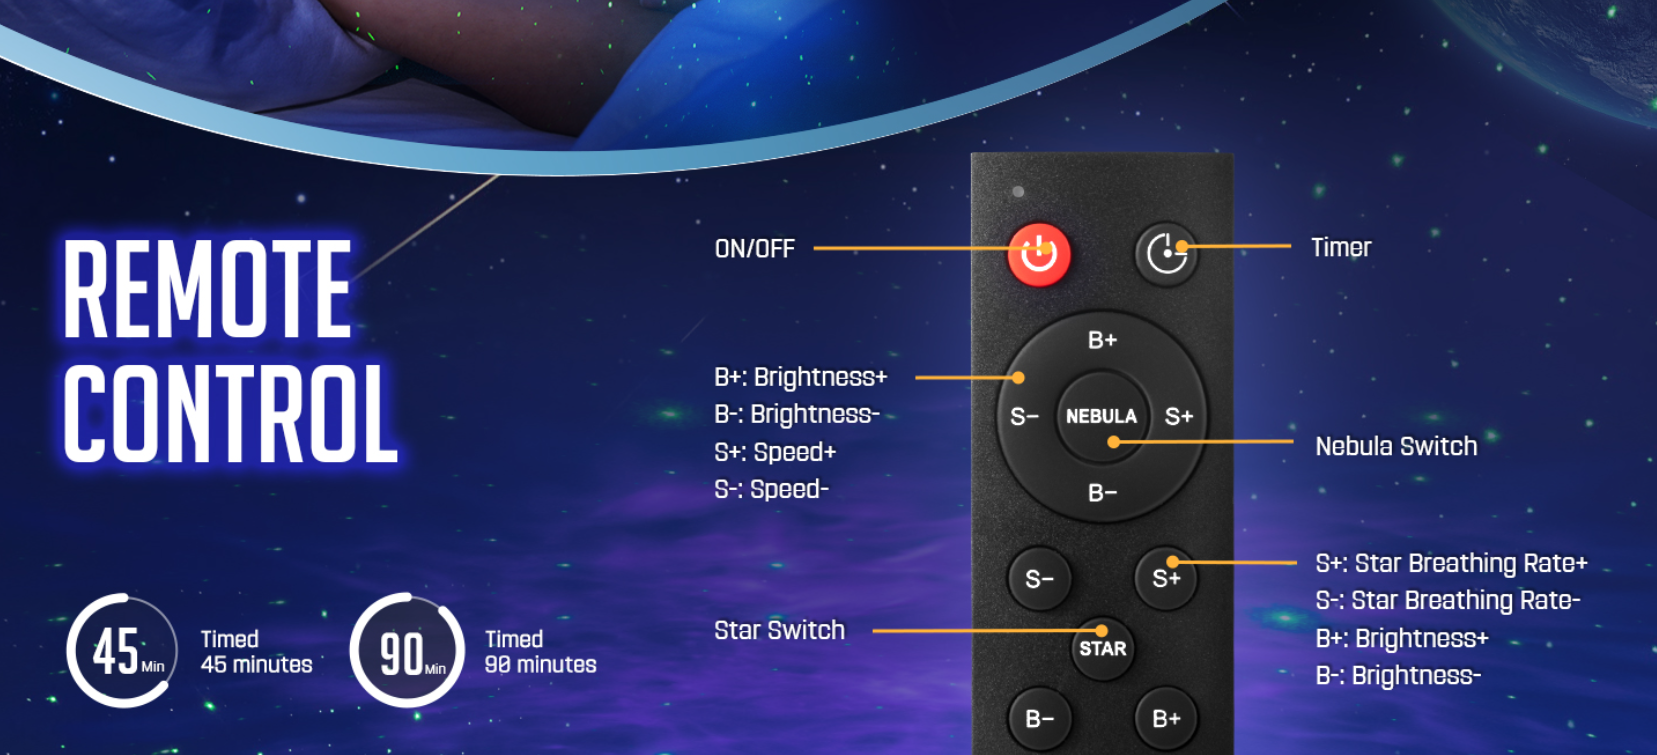 REMOTE
CONTROL
45 Min
Timed
45 minutes
90 Min
Timed
90 minutes
ON/OFF
Timer
B+: Brightness+
B-: Brightness-
S+: Speed+
S-: Speed-
B+
S−
NEBULA
S+
B−
Nebula Switch
S−
S+
S+: Star Breathing Rate+
S-: Star Breathing Rate-
B+: Brightness+
B-: Brightness-
Star Switch
STAR
B−
B+